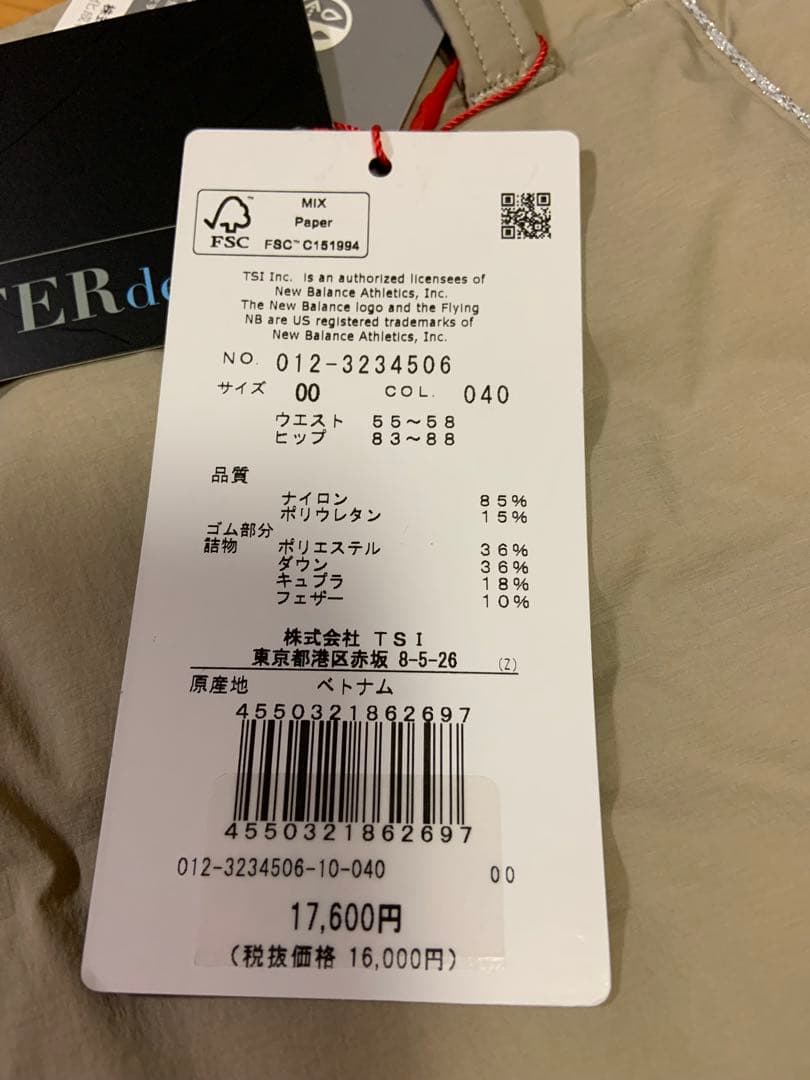 TERdo
MIX
Paper
FSC
FSC™ C151994
TSI Inc. is an authorized licensees of
New Balance Athletics, Inc.
The New Balance logo and the Flying
NB are US registered trademarks of
New Balance Athletics, Inc.
NO. 012-3234506
サイズ 00 COL. 040
ウエスト 55~58
ヒップ 83~88
品質
ナイロン 85%
ポリウレタン 15%
ゴム部分
詰物 ポリエステル 36%
ダウン 36%
キュプラ 18%
フェザー 10%
株式会社 TSI
東京都港区赤坂 8-5-26 (Z)
原産地 ベトナム
4550321862697
4550321862697
012-3234506-10-040 00
17,600円
(税抜価格 16,000円)